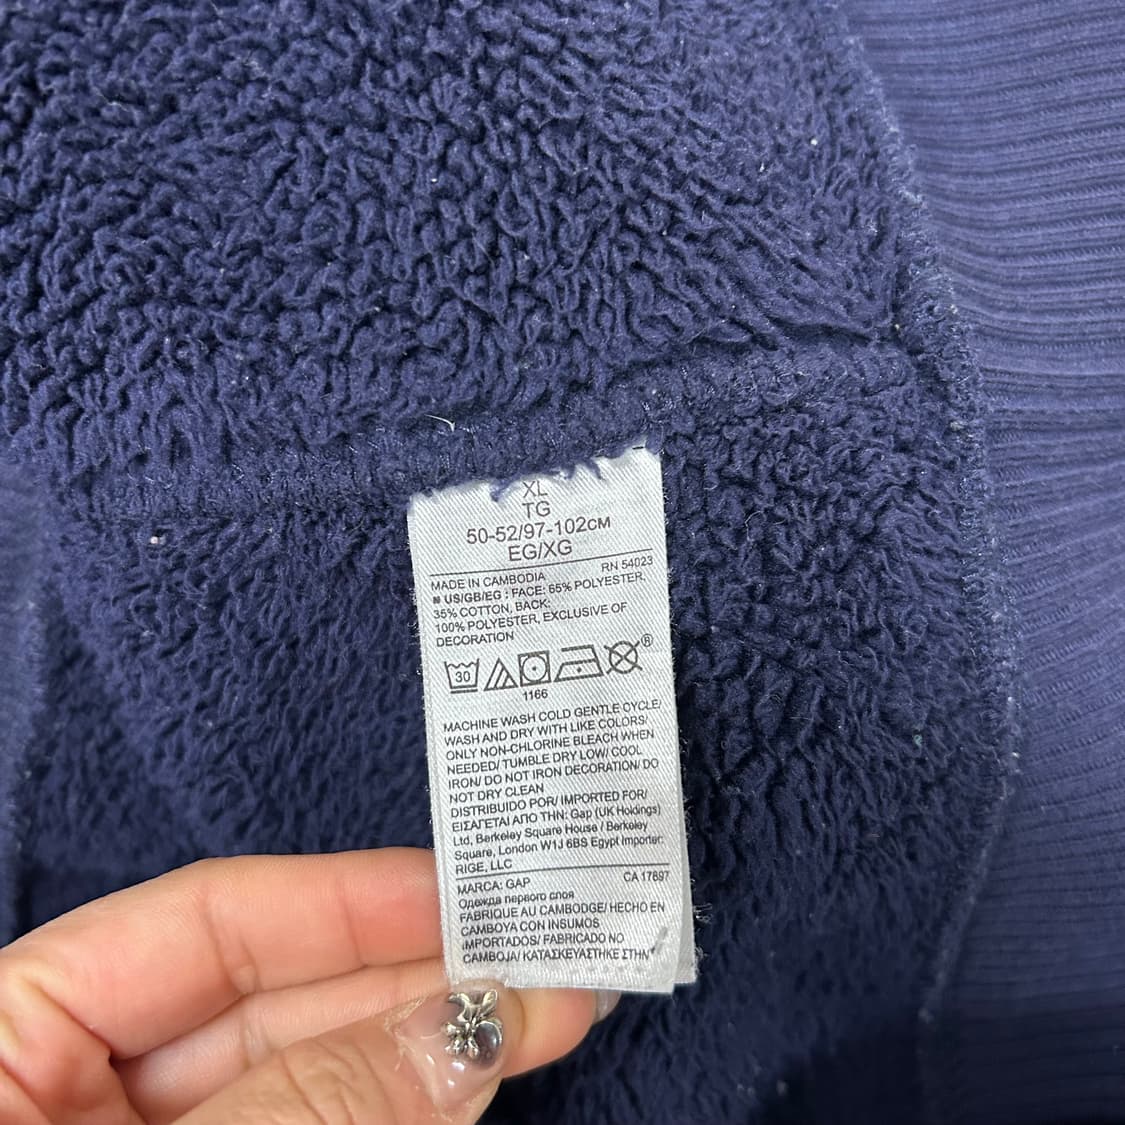 XL
TG
50-52/97-102см
EG/XG
MADE IN CAMBODIA RN 54023
US/GB/EG : FACE: 65% POLYESTER,
35% COTTON, BACK:
100% POLYESTER, EXCLUSIVE OF
DECORATION
30 ®
1166
MACHINE WASH COLD GENTLE CYCLE/
WASH AND DRY WITH LIKE COLORS/
ONLY NON-CHLORINE BLEACH WHEN
NEEDED/ TUMBLE DRY LOW/ COOL
IRON/ DO NOT IRON DECORATION/ DO
NOT DRY CLEAN
DISTRIBUIDO POR/ IMPORTED FOR/
ΕΙΣΑΓΕΤΑΙ ΑΠΟ ΤΗΝ: Gap (UK Holdings)
Ltd, Berkeley Square House / Berkeley
Square, London W1J 6BS Egypt Importer:
RIGE, LLC
MARCA: GAP CA 17897
Одежда первого слоя
FABRIQUE AU CAMBODGE/ HECHO EN
CAMBOYA CON INSUMOS
IMPORTADOS/ FABRICADO NO
CAMBOJA/ ΚΑΤΑΣΚΕΥΑΣΤΗΚΕ ΣΤΗΝ